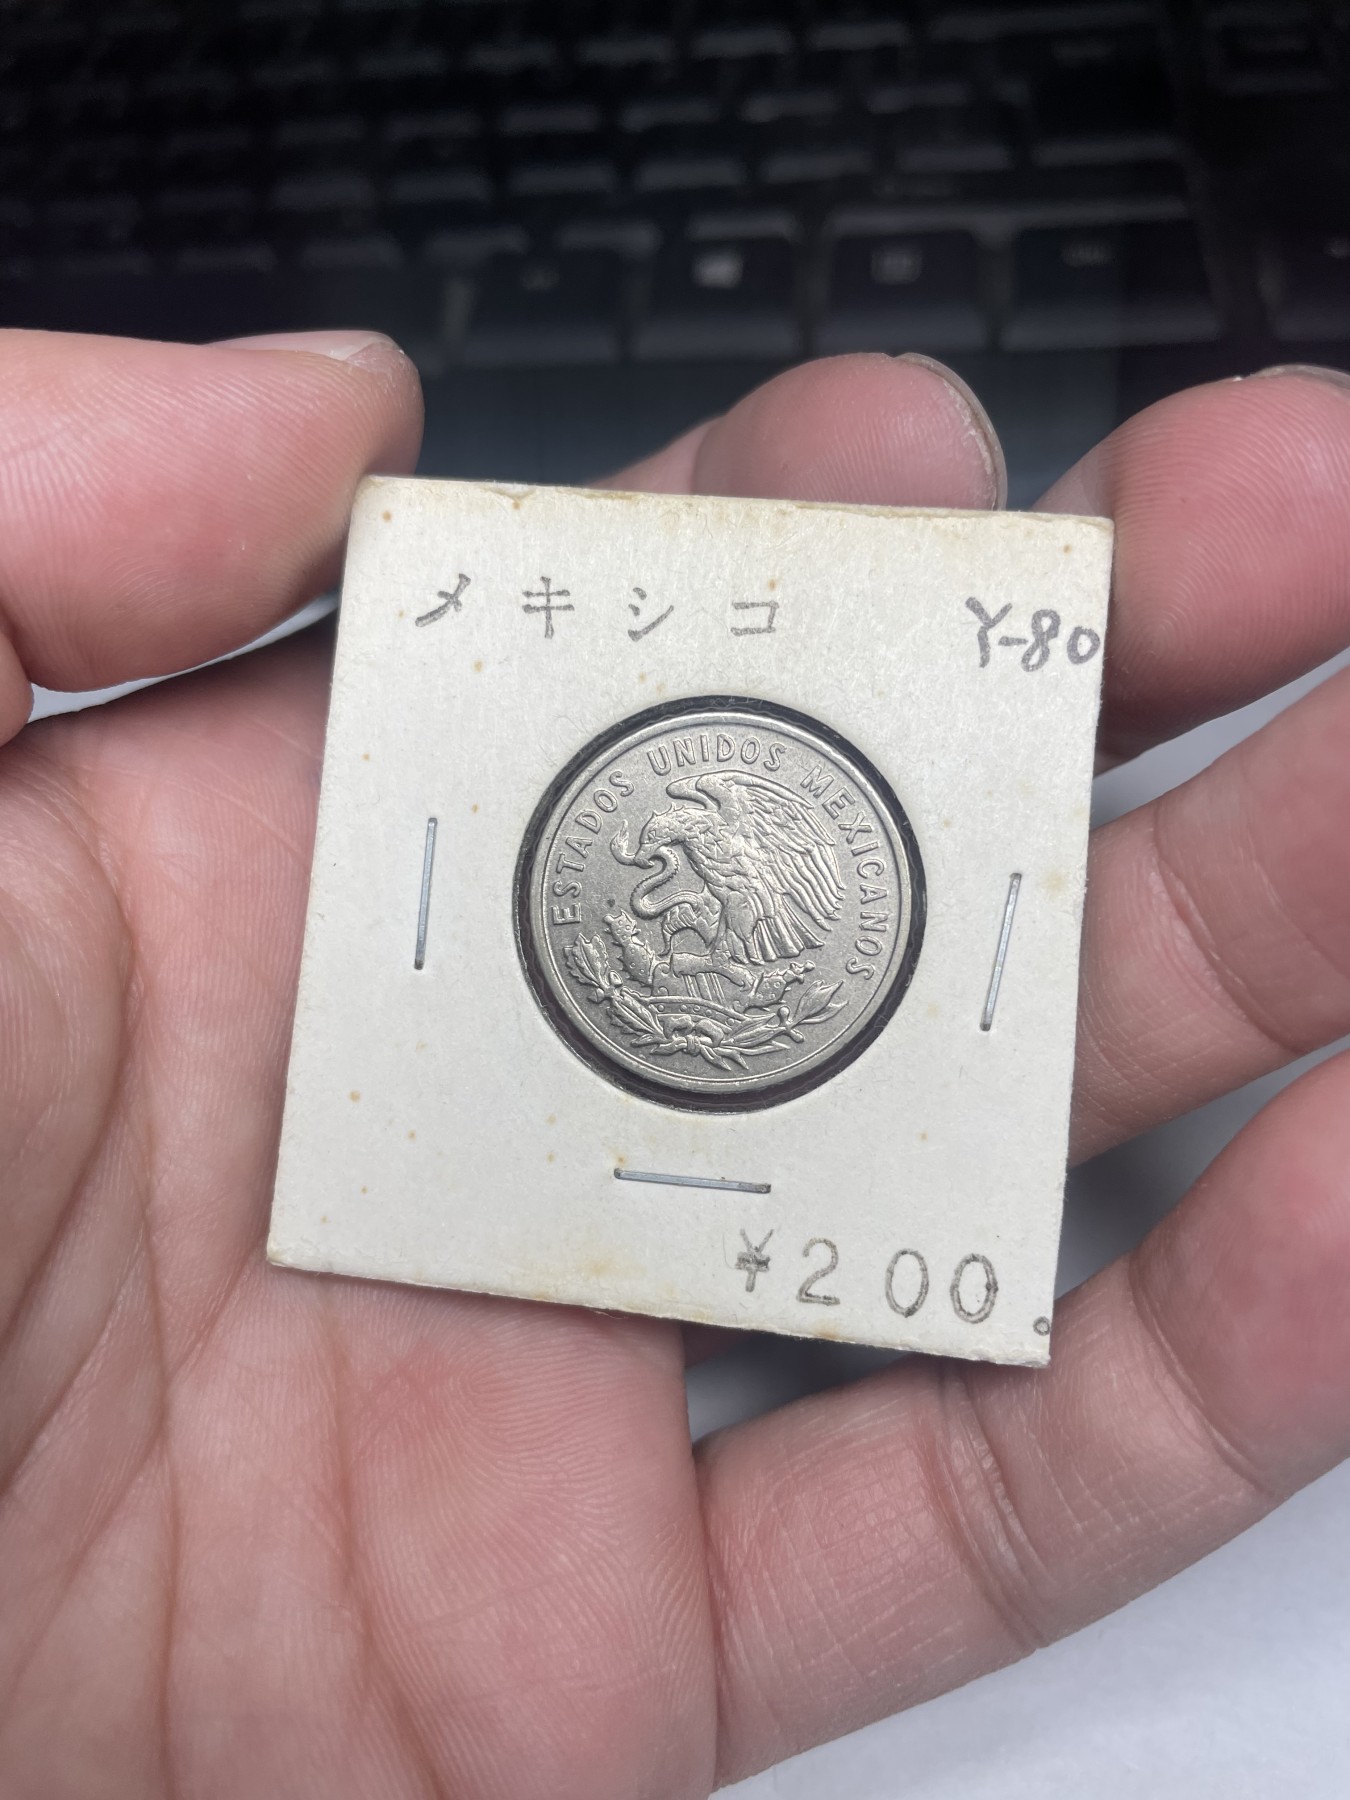 メキシコ
Y-80
ESTADOS UNIDOS MEXICANOS
¥200.